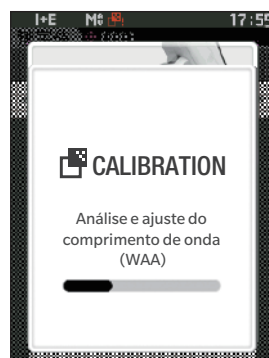 I+E M 17:55
CALIBRATION
Análise e ajuste do
comprimento de onda
(WAA)